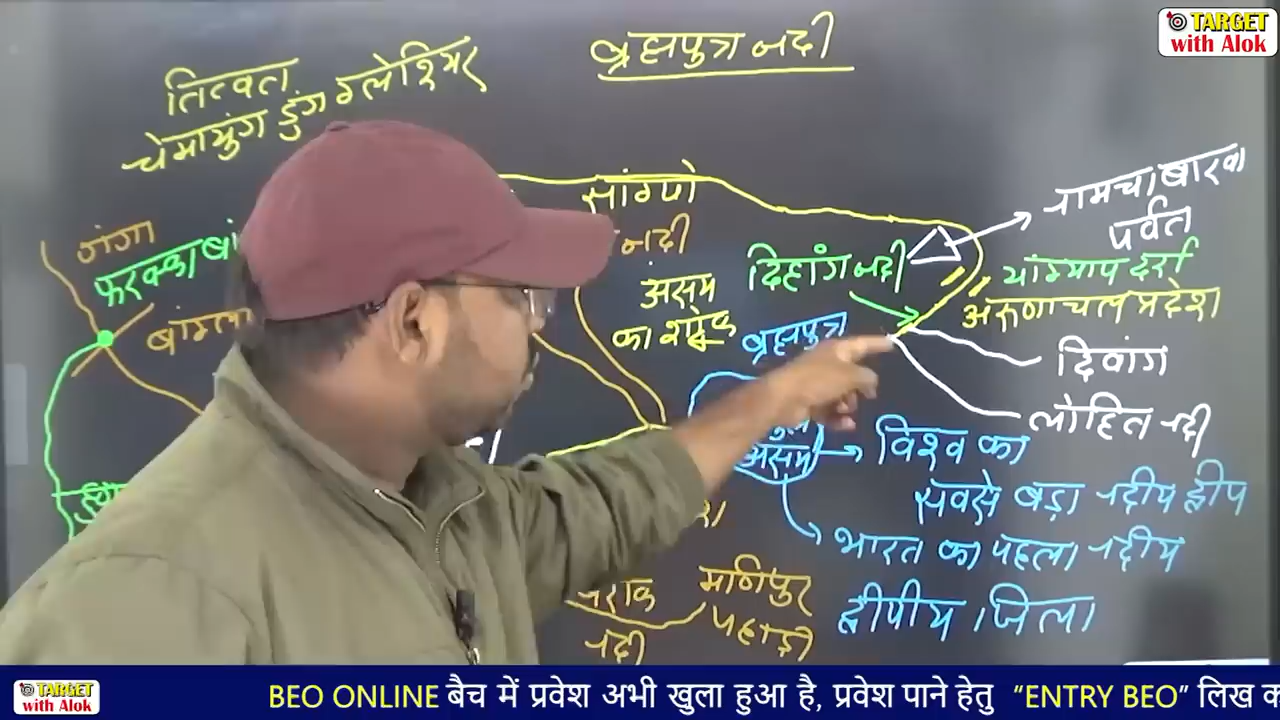 TARGET
with Alok
ब्रह्मपुत्र नदी
तिब्बत
चेमायुंग डुंग ग्लेशियर
सांगपो
नदी
नामचा बारवा
पर्वत
गंगा
फरक्का
दिहांग नदी
यांग्याप दर्रा
अरुणाचल प्रदेश
असम
का शोक
ब्रह्मपुत्र
दिवांग
लोहित नदी
असम
विश्व का
सबसे बड़ा नदीय द्वीप
भारत का पहला नदीय
द्वीपीय जिला
बराक
नदी
मणिपुर
पहाड़ी
TARGET
with Alok
BEO ONLINE बैच में प्रवेश अभी खुला हुआ है, प्रवेश पाने हेतु “ENTRY BEO” लिख